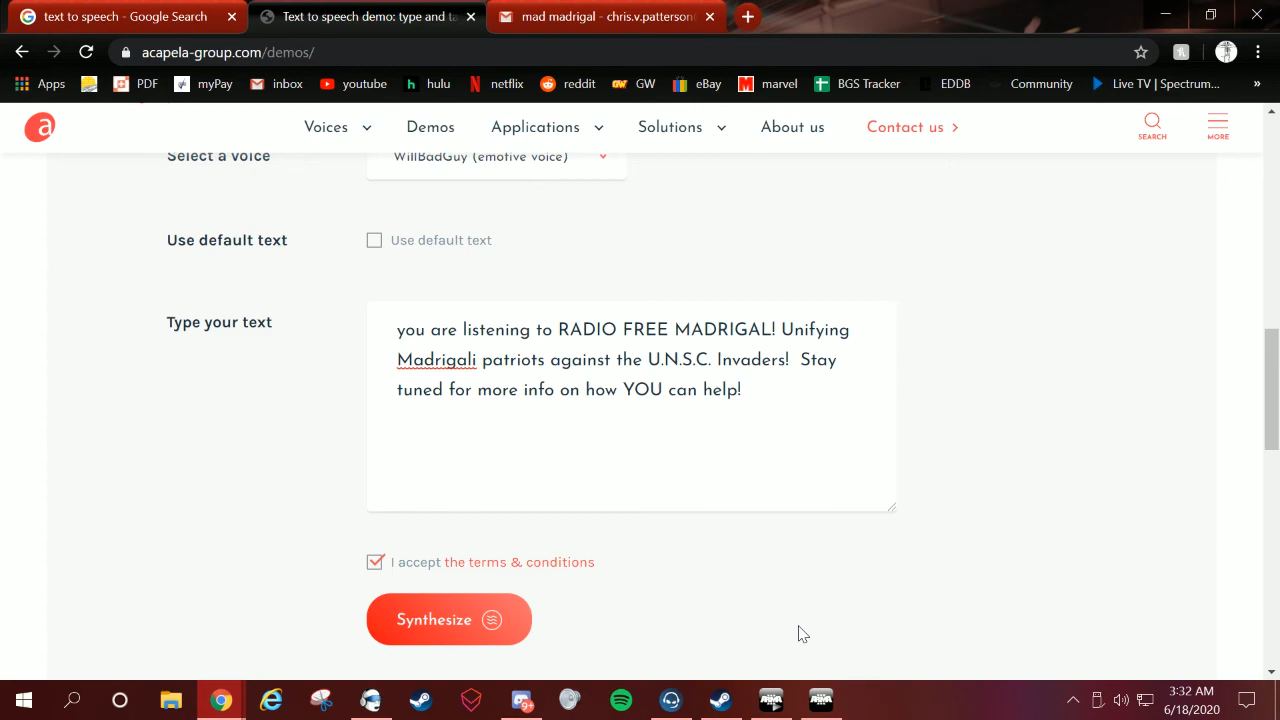 text to speech - Google Search
Text to speech demo: type and ta
mad madrigal - chris.v.patterson
acapela-group.com/demos/
Apps PDF myPay inbox youtube hulu netflix reddit GW eBay marvel BGS Tracker EDDB Community Live TV | Spectrum... »
a Voices Demos Applications Solutions About us Contact us > SEARCH MORE
Select a voice WillBadGuy (emotive voice)
Use default text Use default text
Type your text
you are listening to RADIO FREE MADRIGAL! Unifying
Madrigali patriots against the U.N.S.C. Invaders! Stay
tuned for more info on how YOU can help!
I accept the terms & conditions
Synthesize
9+
3:32 AM
6/18/2020